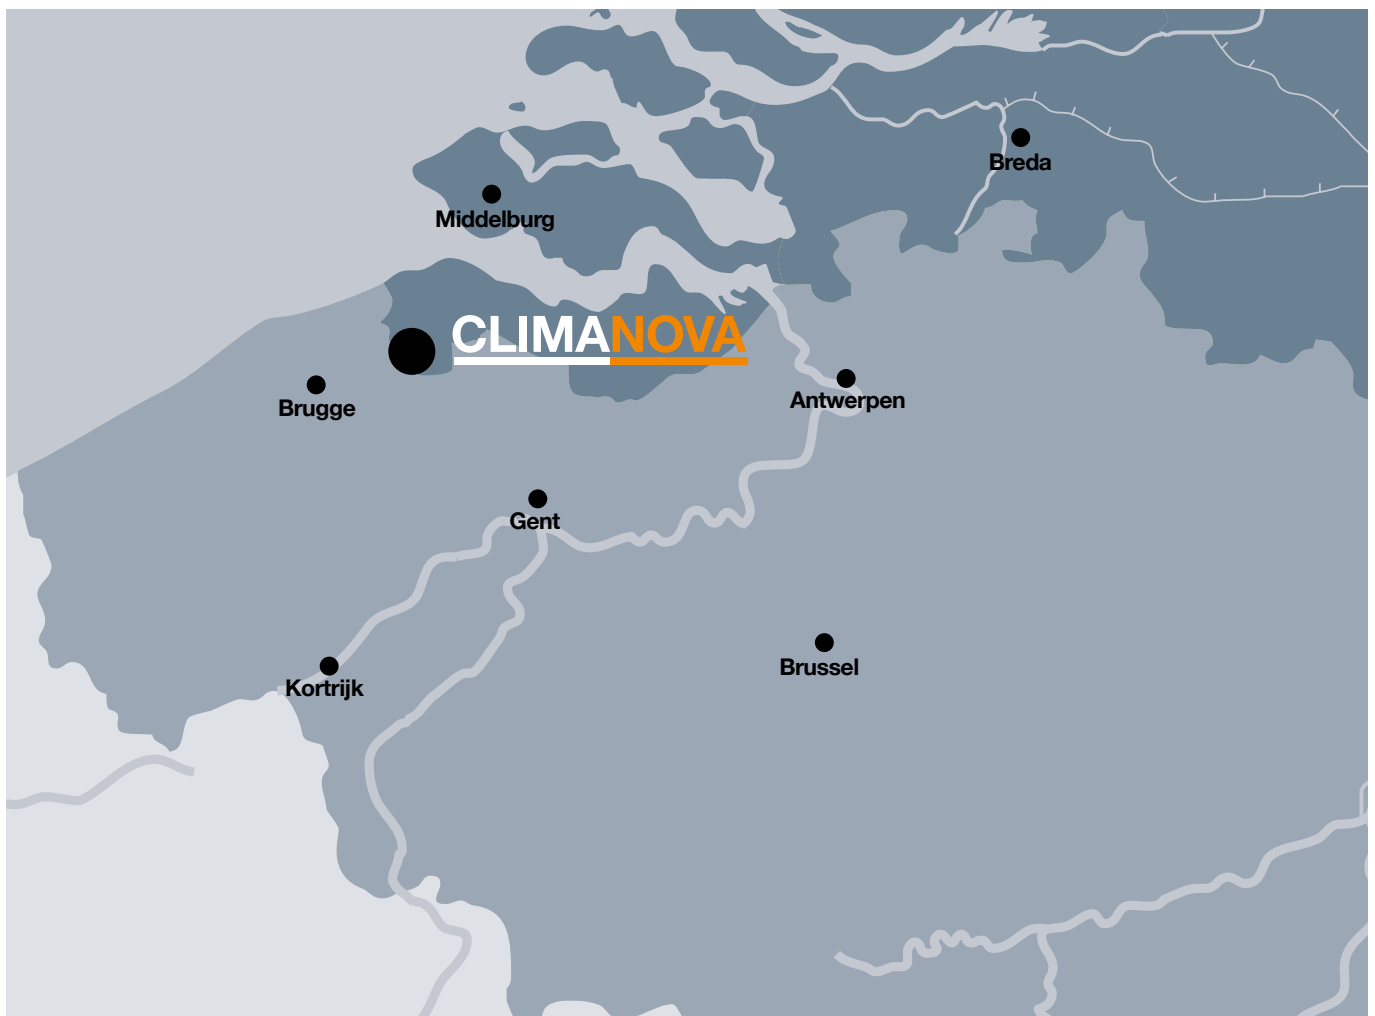 Breda
Middelburg
CLIMANOVA
Brugge
Antwerpen
Gent
Brussel
Kortrijk